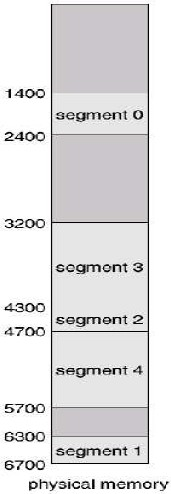 1400
segment 0
2400
3200
segment 3
4300
segment 2
4700
segment 4
5700
6300
segment 1
6700
physical memory